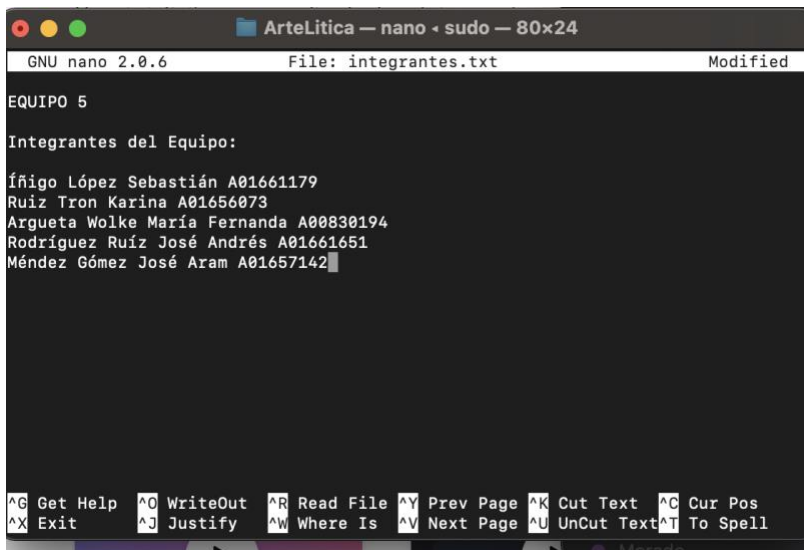 ArteLitica — nano ◂ sudo — 80×24
GNU nano 2.0.6 File: integrantes.txt Modified
EQUIPO 5
Integrantes del Equipo:
Íñigo López Sebastián A01661179
Ruiz Tron Karina A01656073
Argueta Wolke María Fernanda A00830194
Rodríguez Ruíz José Andrés A01661651
Méndez Gómez José Aram A01657142
^G Get Help ^O WriteOut ^R Read File ^Y Prev Page ^K Cut Text ^C Cur Pos
^X Exit ^J Justify ^W Where Is ^V Next Page ^U UnCut Text ^T To Spell